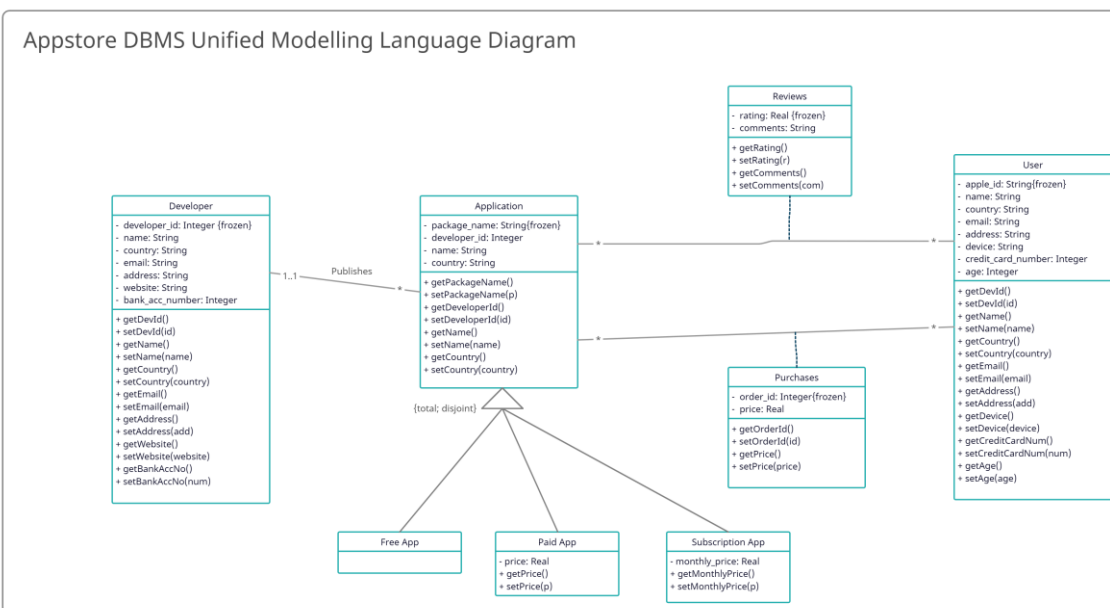 Appstore DBMS Unified Modelling Language Diagram
Reviews
- rating: Real {frozen}
- comments: String
+ getRating()
+ setRating(r)
+ getComments()
+ setComments(com)
User
- apple_id: String{frozen}
- name: String
- country: String
- email: String
- address: String
- device: String
- credit_card_number: Integer
- age: Integer
+ getDevId()
+ setDevId(id)
+ getName()
+ setName(name)
+ getCountry()
+ setCountry(country)
+ getEmail()
+ setEmail(email)
+ getAddress()
+ setAddress(add)
+ getDevice()
+ setDevice(device)
+ getCreditCardNum()
+ setCreditCardNum(num)
+ getAge()
+ setAge(age)
Developer
- developer_id: Integer {frozen}
- name: String
- country: String
- email: String
- address: String
- website: String
- bank_acc_number: Integer
+ getDevId()
+ setDevId(id)
+ getName()
+ setName(name)
+ getCountry()
+ setCountry(country)
+ getEmail()
+ setEmail(email)
+ getAddress()
+ setAddress(add)
+ getWebsite()
+ setWebsite(website)
+ getBankAccNo()
+ setBankAccNo(num)
1..1
Publishes
*
Application
- package_name: String{frozen}
- developer_id: Integer
- name: String
- country: String
+ getPackageName()
+ setPackageName(p)
+ getDeveloperId()
+ setDeveloperId(id)
+ getName()
+ setName(name)
+ getCountry()
+ setCountry(country)
*
*
*
*
{total; disjoint}
Purchases
- order_id: Integer{frozen}
- price: Real
+ getOrderId()
+ setOrderId(id)
+ getPrice()
+ setPrice(price)
Free App
Paid App
- price: Real
+ getPrice()
+ setPrice(p)
Subscription App
- monthly_price: Real
+ getMonthlyPrice()
+ setMonthlyPrice(p)